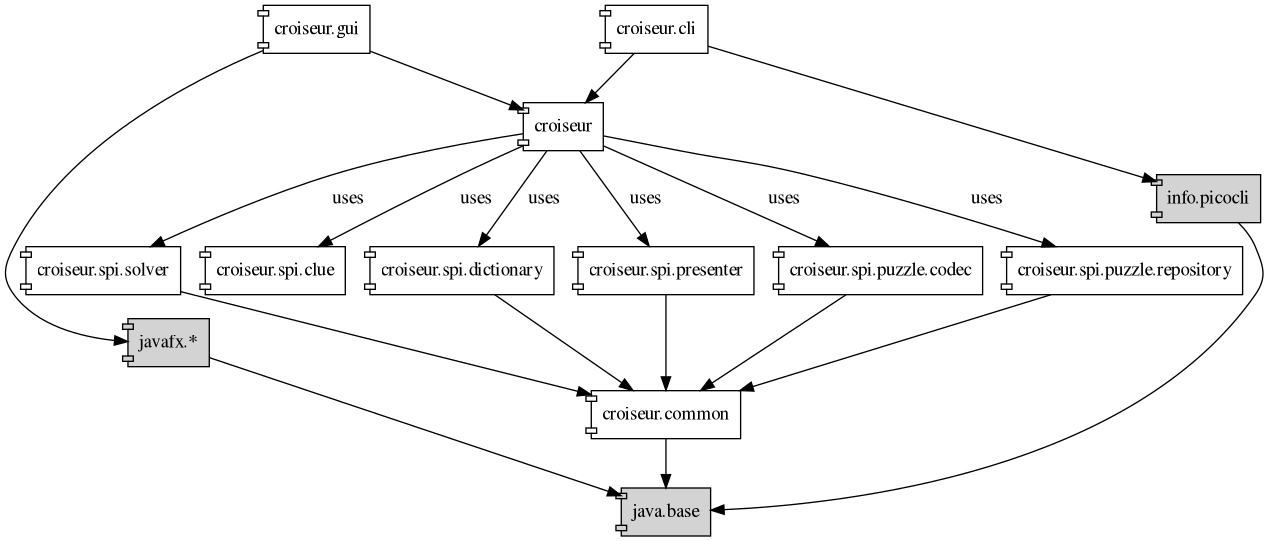 croiseur.gui
croiseur.cli
croiseur
info.picocli
uses
uses
uses
uses
uses
uses
croiseur.spi.solver
croiseur.spi.clue
croiseur.spi.dictionary
croiseur.spi.presenter
croiseur.spi.puzzle.codec
croiseur.spi.puzzle.repository
javafx.*
croiseur.common
java.base